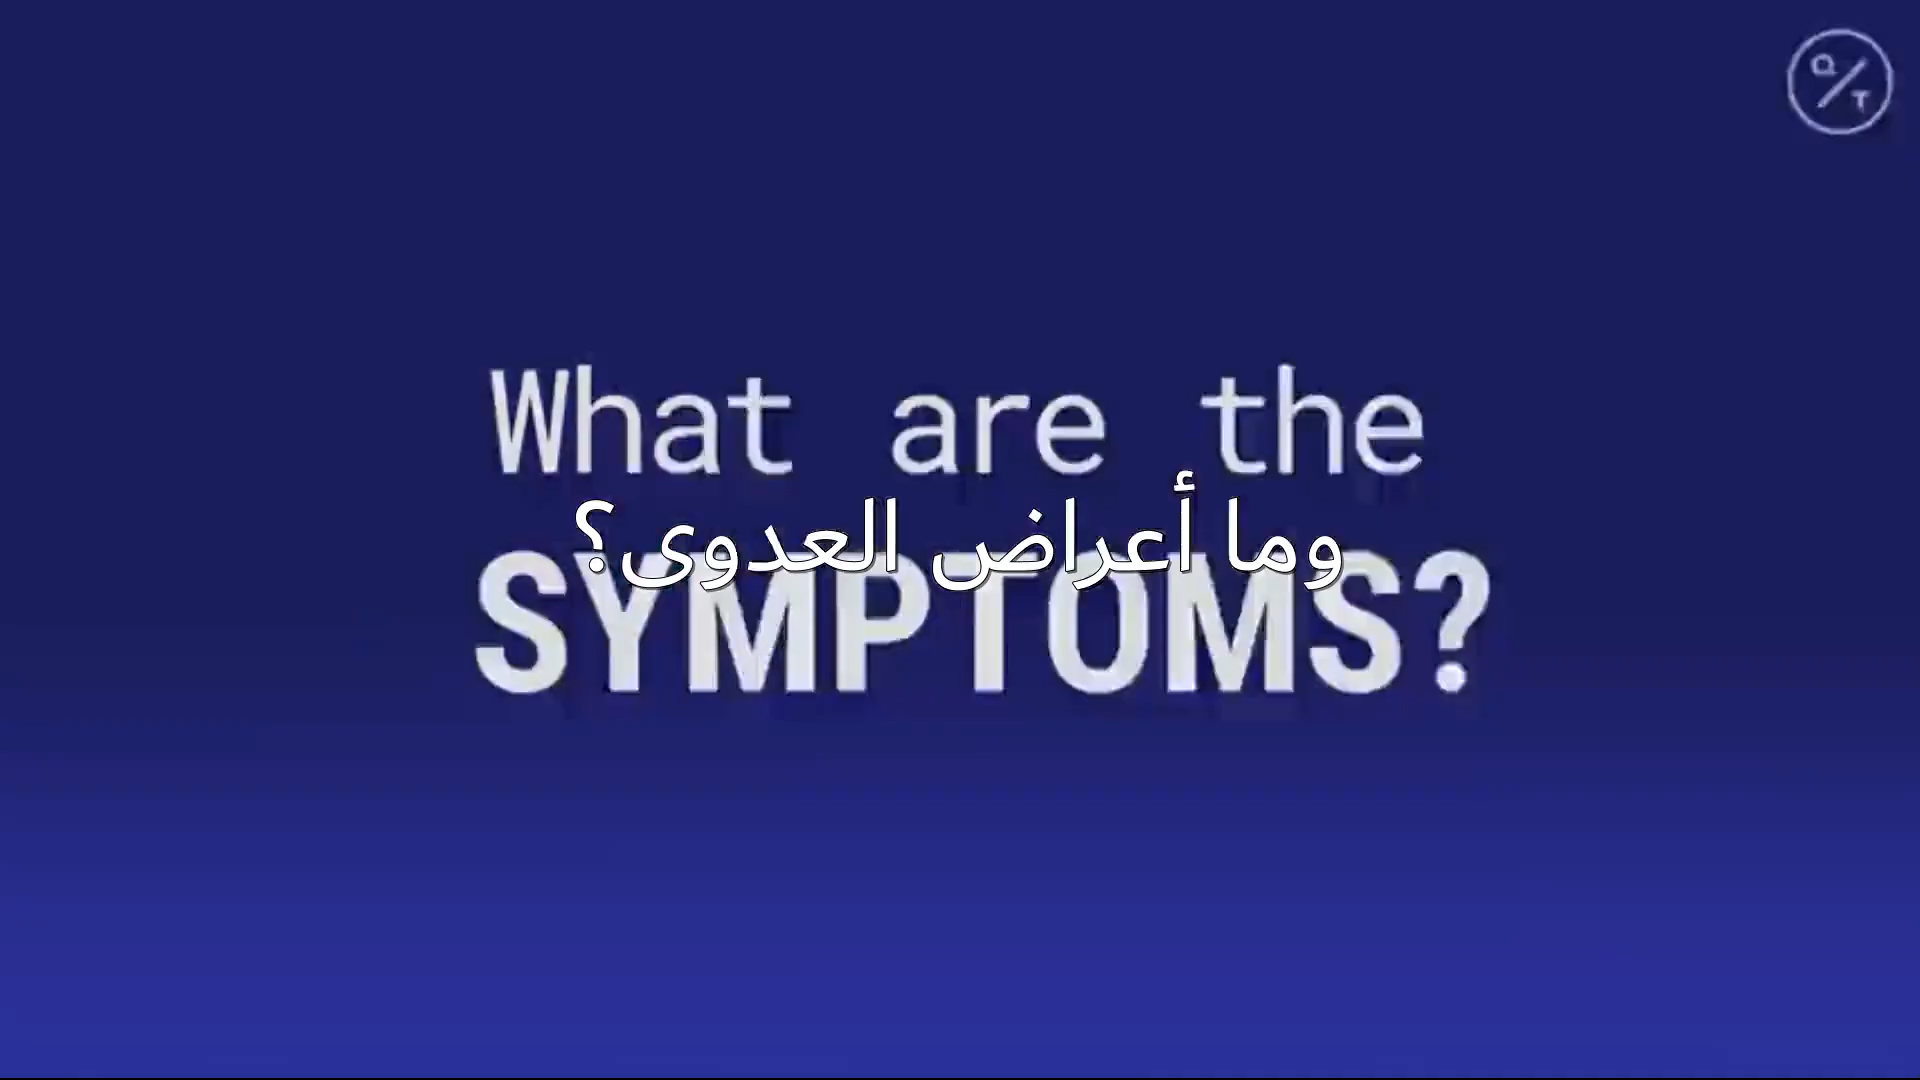 Q/T
What are the
وما أعراض العدوى؟
SYMPTOMS?